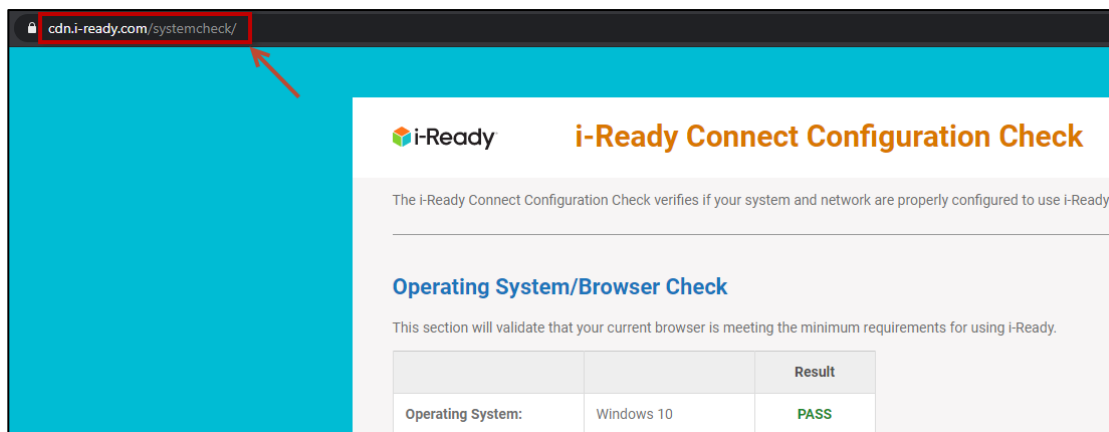 cdn.i-ready.com/systemcheck/
i-Ready
i-Ready Connect Configuration Check
The i-Ready Connect Configuration Check verifies if your system and network are properly configured to use i-Ready
Operating System/Browser Check
This section will validate that your current browser is meeting the minimum requirements for using i-Ready.
Result
Operating System: Windows 10 PASS